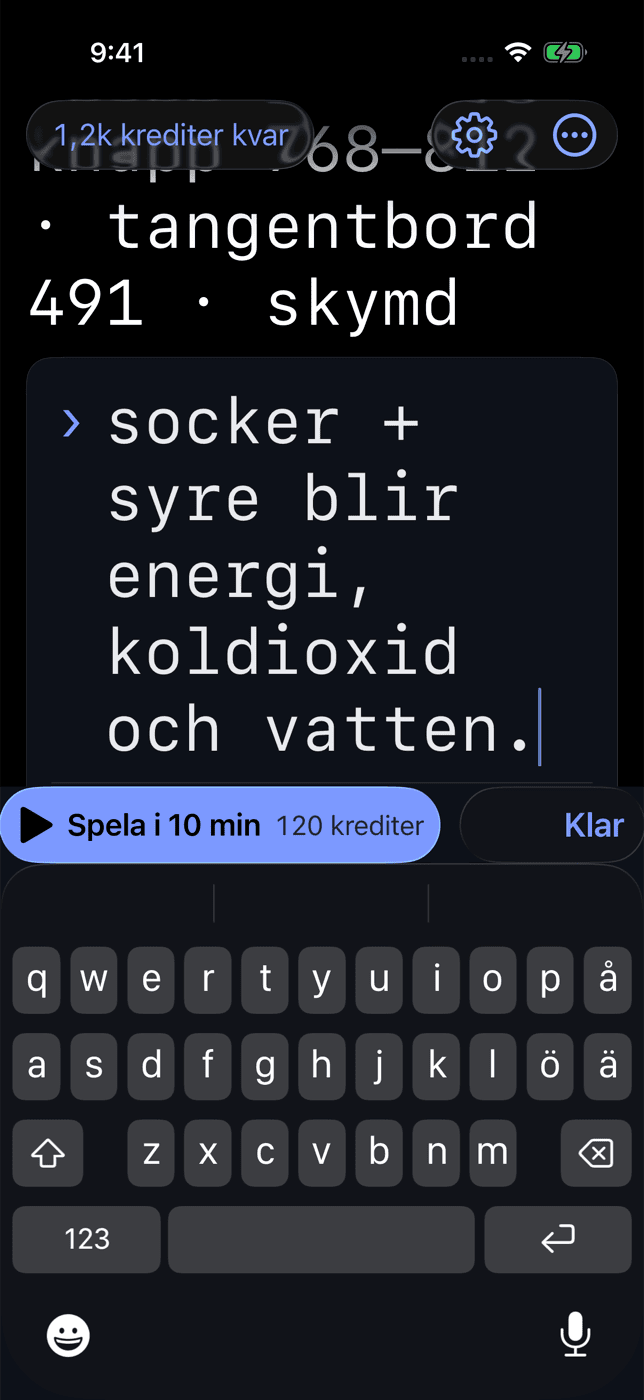 9:41
1,2k krediter kvar
· tangentbord
491 · skymd
› socker +
syre blir
energi,
koldioxid
och vatten.
Spela i 10 min 120 krediter
Klar
q w e r t y u i o p å
a s d f g h j k l ö ä
z x c v b n m
123